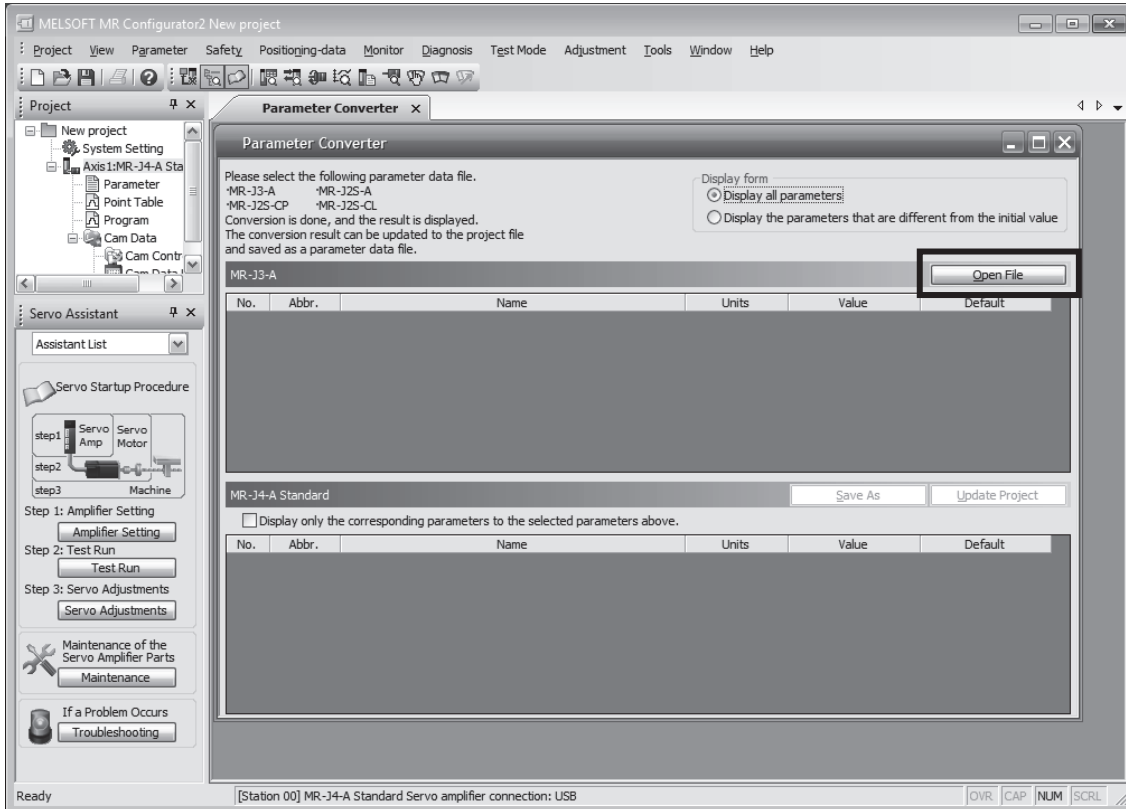 MELSOFT MR Configurator2 New project
Project View Parameter Safety Positioning-data Monitor Diagnosis Test Mode Adjustment Tools Window Help
Project
New project
System Setting
Axis1:MR-J4-A Sta
Parameter
Point Table
Program
Cam Data
Cam Contr
Servo Assistant
Assistant List
Servo Startup Procedure
step1
Servo Amp
Servo Motor
step2
step3
Machine
Step 1: Amplifier Setting
Amplifier Setting
Step 2: Test Run
Test Run
Step 3: Servo Adjustments
Servo Adjustments
Maintenance of the
Servo Amplifier Parts
Maintenance
If a Problem Occurs
Troubleshooting
Parameter Converter
Parameter Converter
Please select the following parameter data file.
·MR-J3-A ·MR-J2S-A
·MR-J2S-CP ·MR-J2S-CL
Conversion is done, and the result is displayed.
The conversion result can be updated to the project file
and saved as a parameter data file.
Display form
Display all parameters
Display the parameters that are different from the initial value
MR-J3-A
Open File
No. Abbr. Name Units Value Default
MR-J4-A Standard
Save As
Update Project
Display only the corresponding parameters to the selected parameters above.
No. Abbr. Name Units Value Default
Ready
[Station 00] MR-J4-A Standard Servo amplifier connection: USB
OVR CAP NUM SCRL